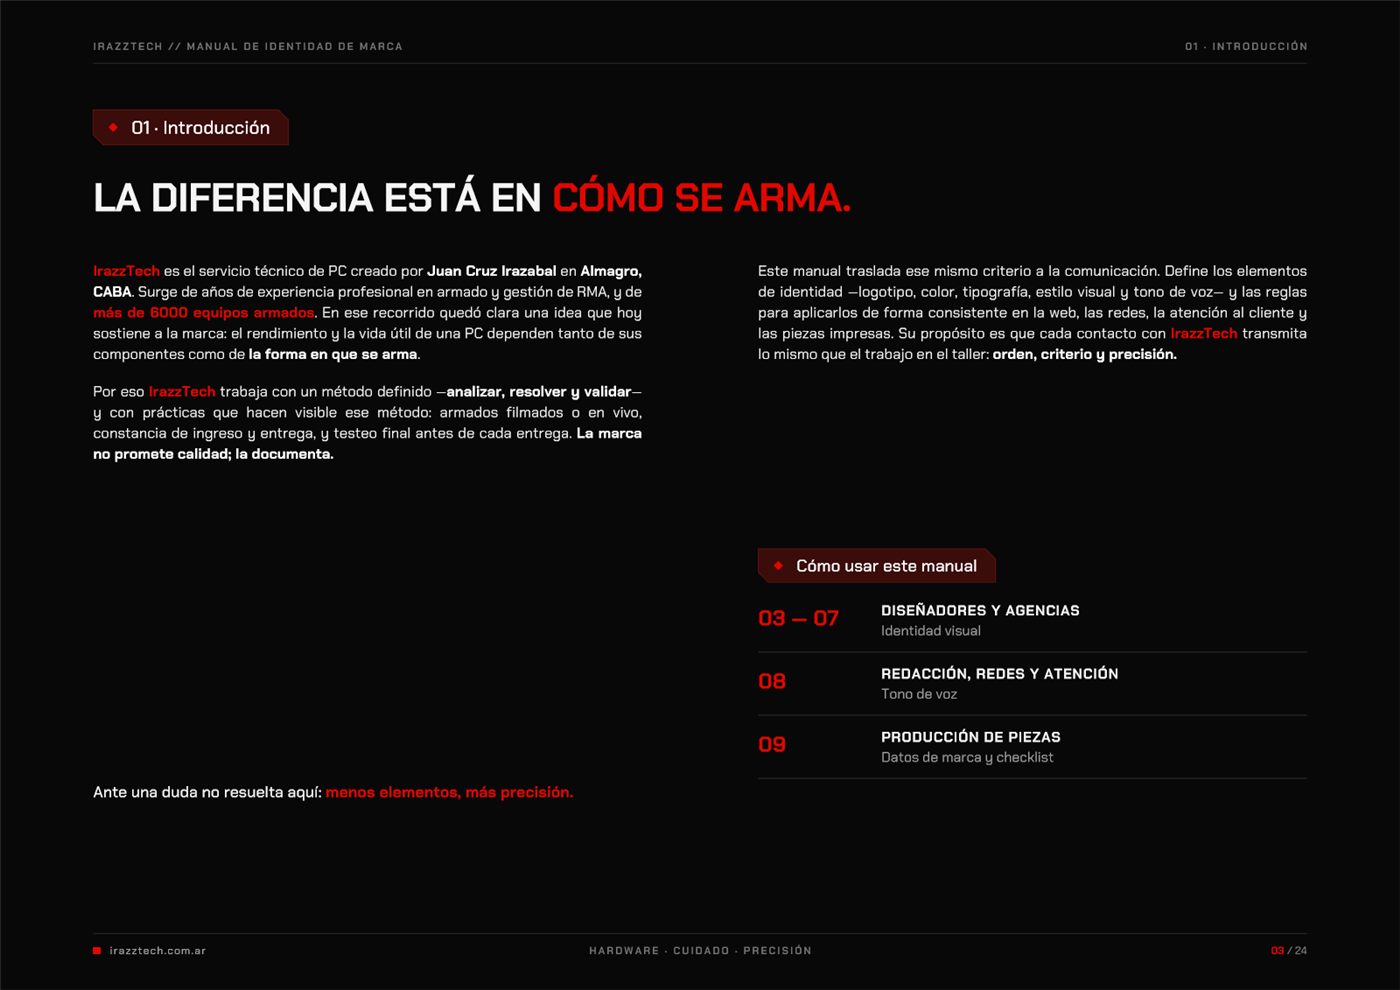 IRAZZTECH // MANUAL DE IDENTIDAD DE MARCA
01 · INTRODUCCIÓN
01 · Introducción
LA DIFERENCIA ESTÁ EN CÓMO SE ARMA.
IrazzTech es el servicio técnico de PC creado por Juan Cruz Irazabal en Almagro,
CABA. Surge de años de experiencia profesional en armado y gestión de RMA, y de
más de 6000 equipos armados. En ese recorrido quedó clara una idea que hoy
sostiene a la marca: el rendimiento y la vida útil de una PC dependen tanto de sus
componentes como de la forma en que se arma.
Por eso IrazzTech trabaja con un método definido —analizar, resolver y validar—
y con prácticas que hacen visible ese método: armados filmados o en vivo,
constancia de ingreso y entrega, y testeo final antes de cada entrega. La marca
no promete calidad; la documenta.
Este manual traslada ese mismo criterio a la comunicación. Define los elementos
de identidad —logotipo, color, tipografía, estilo visual y tono de voz— y las reglas
para aplicarlos de forma consistente en la web, las redes, la atención al cliente y
las piezas impresas. Su propósito es que cada contacto con IrazzTech transmita
lo mismo que el trabajo en el taller: orden, criterio y precisión.
Cómo usar este manual
03 — 07
DISEÑADORES Y AGENCIAS
Identidad visual
08
REDACCIÓN, REDES Y ATENCIÓN
Tono de voz
09
PRODUCCIÓN DE PIEZAS
Datos de marca y checklist
Ante una duda no resuelta aquí: menos elementos, más precisión.
irazztech.com.ar
HARDWARE · CUIDADO · PRECISIÓN
03 / 24